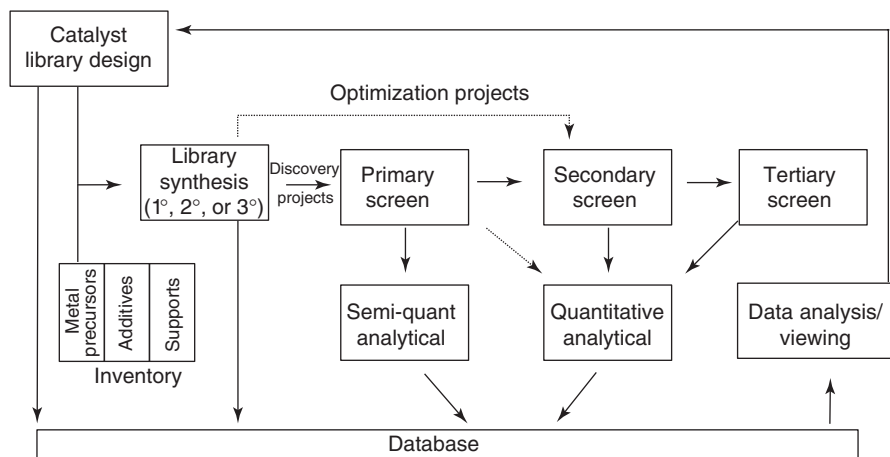 Catalyst
library design
Optimization projects
Library
synthesis
(1°, 2°, or 3°)
Discovery
projects
Primary
screen
Secondary
screen
Tertiary
screen
Metal
precursors
Additives
Supports
Inventory
Semi-quant
analytical
Quantitative
analytical
Data analysis/
viewing
Database